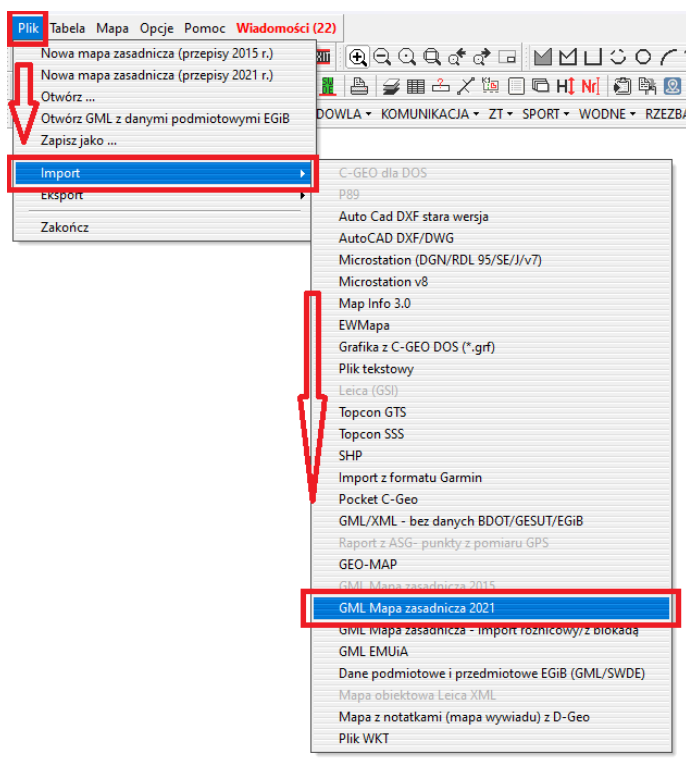 Plik Tabela Mapa Opcje Pomoc Wiadomości (22)
Nowa mapa zasadnicza (przepisy 2015 r.)
Nowa mapa zasadnicza (przepisy 2021 r.)
Otwórz ...
Otwórz GML z danymi podmiotowymi EGiB
Zapisz jako ...
Import
Eksport
Zakończ
H Nr
DOWLA KOMUNIKACJA ZT SPORT WODNE RZEZBA
C-GEO dla DOS
P89
Auto Cad DXF stara wersja
AutoCAD DXF/DWG
Microstation (DGN/RDL 95/SE/J/v7)
Microstation v8
Map Info 3.0
EWMapa
Grafika z C-GEO DOS (*.grf)
Plik tekstowy
Leica (GSI)
Topcon GTS
Topcon SSS
SHP
Import z formatu Garmin
Pocket C-Geo
GML/XML - bez danych BDOT/GESUT/EGiB
Raport z ASG- punkty z pomiaru GPS
GEO-MAP
GML Mapa zasadnicza 2015
GML Mapa zasadnicza 2021
GML Mapa zasadnicza - Import różnicowy/z blokadą
GML EMUiA
Dane podmiotowe i przedmiotowe EGiB (GML/SWDE)
Mapa obiektowa Leica XML
Mapa z notatkami (mapa wywiadu) z D-Geo
Plik WKT